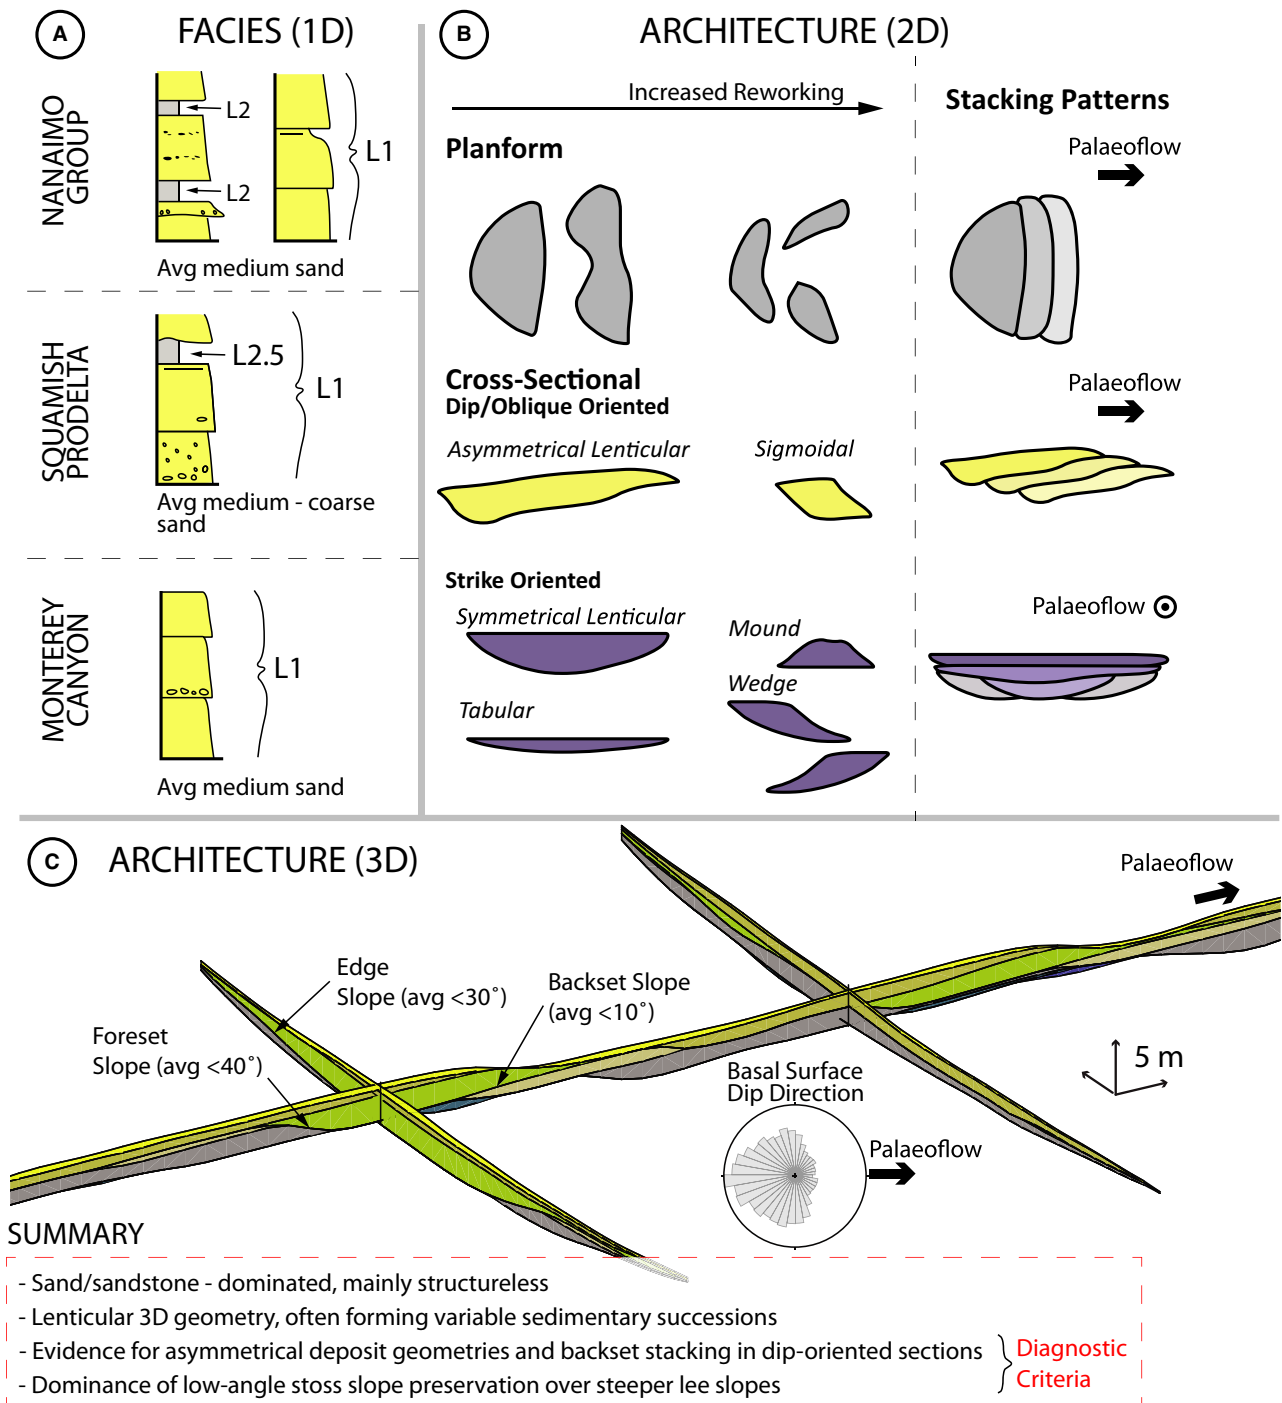 A
FACIES (1D)
NANAIMO
GROUP
L2
L2
L1
Avg medium sand
SQUAMISH
PRODELTA
L2.5
L1
Avg medium - coarse
sand
MONTEREY
CANYON
L1
Avg medium sand
B
ARCHITECTURE (2D)
Increased Reworking
Planform
Stacking Patterns
Palaeoflow
Cross-Sectional
Dip/Oblique Oriented
Asymmetrical Lenticular
Sigmoidal
Palaeoflow
Strike Oriented
Symmetrical Lenticular
Mound
Wedge
Tabular
Palaeoflow
C
ARCHITECTURE (3D)
Palaeoflow
Edge
Slope (avg <30˚)
Backset Slope
(avg <10˚)
Foreset
Slope (avg <40˚)
5 m
Basal Surface
Dip Direction
Palaeoflow
SUMMARY
- Sand/sandstone - dominated, mainly structureless
- Lenticular 3D geometry, often forming variable sedimentary successions
- Evidence for asymmetrical deposit geometries and backset stacking in dip-oriented sections
- Dominance of low-angle stoss slope preservation over steeper lee slopes
Diagnostic
Criteria